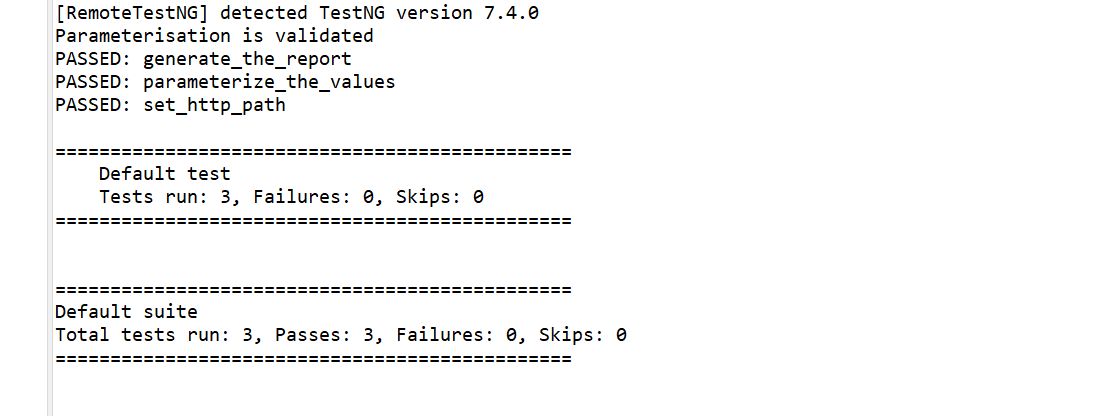 [RemoteTestNG] detected TestNG version 7.4.0
Parameterisation is validated
PASSED: generate_the_report
PASSED: parameterize_the_values
PASSED: set_http_path
===============================================
Default test
Tests run: 3, Failures: 0, Skips: 0
===============================================
===============================================
Default suite
Total tests run: 3, Passes: 3, Failures: 0, Skips: 0
===============================================